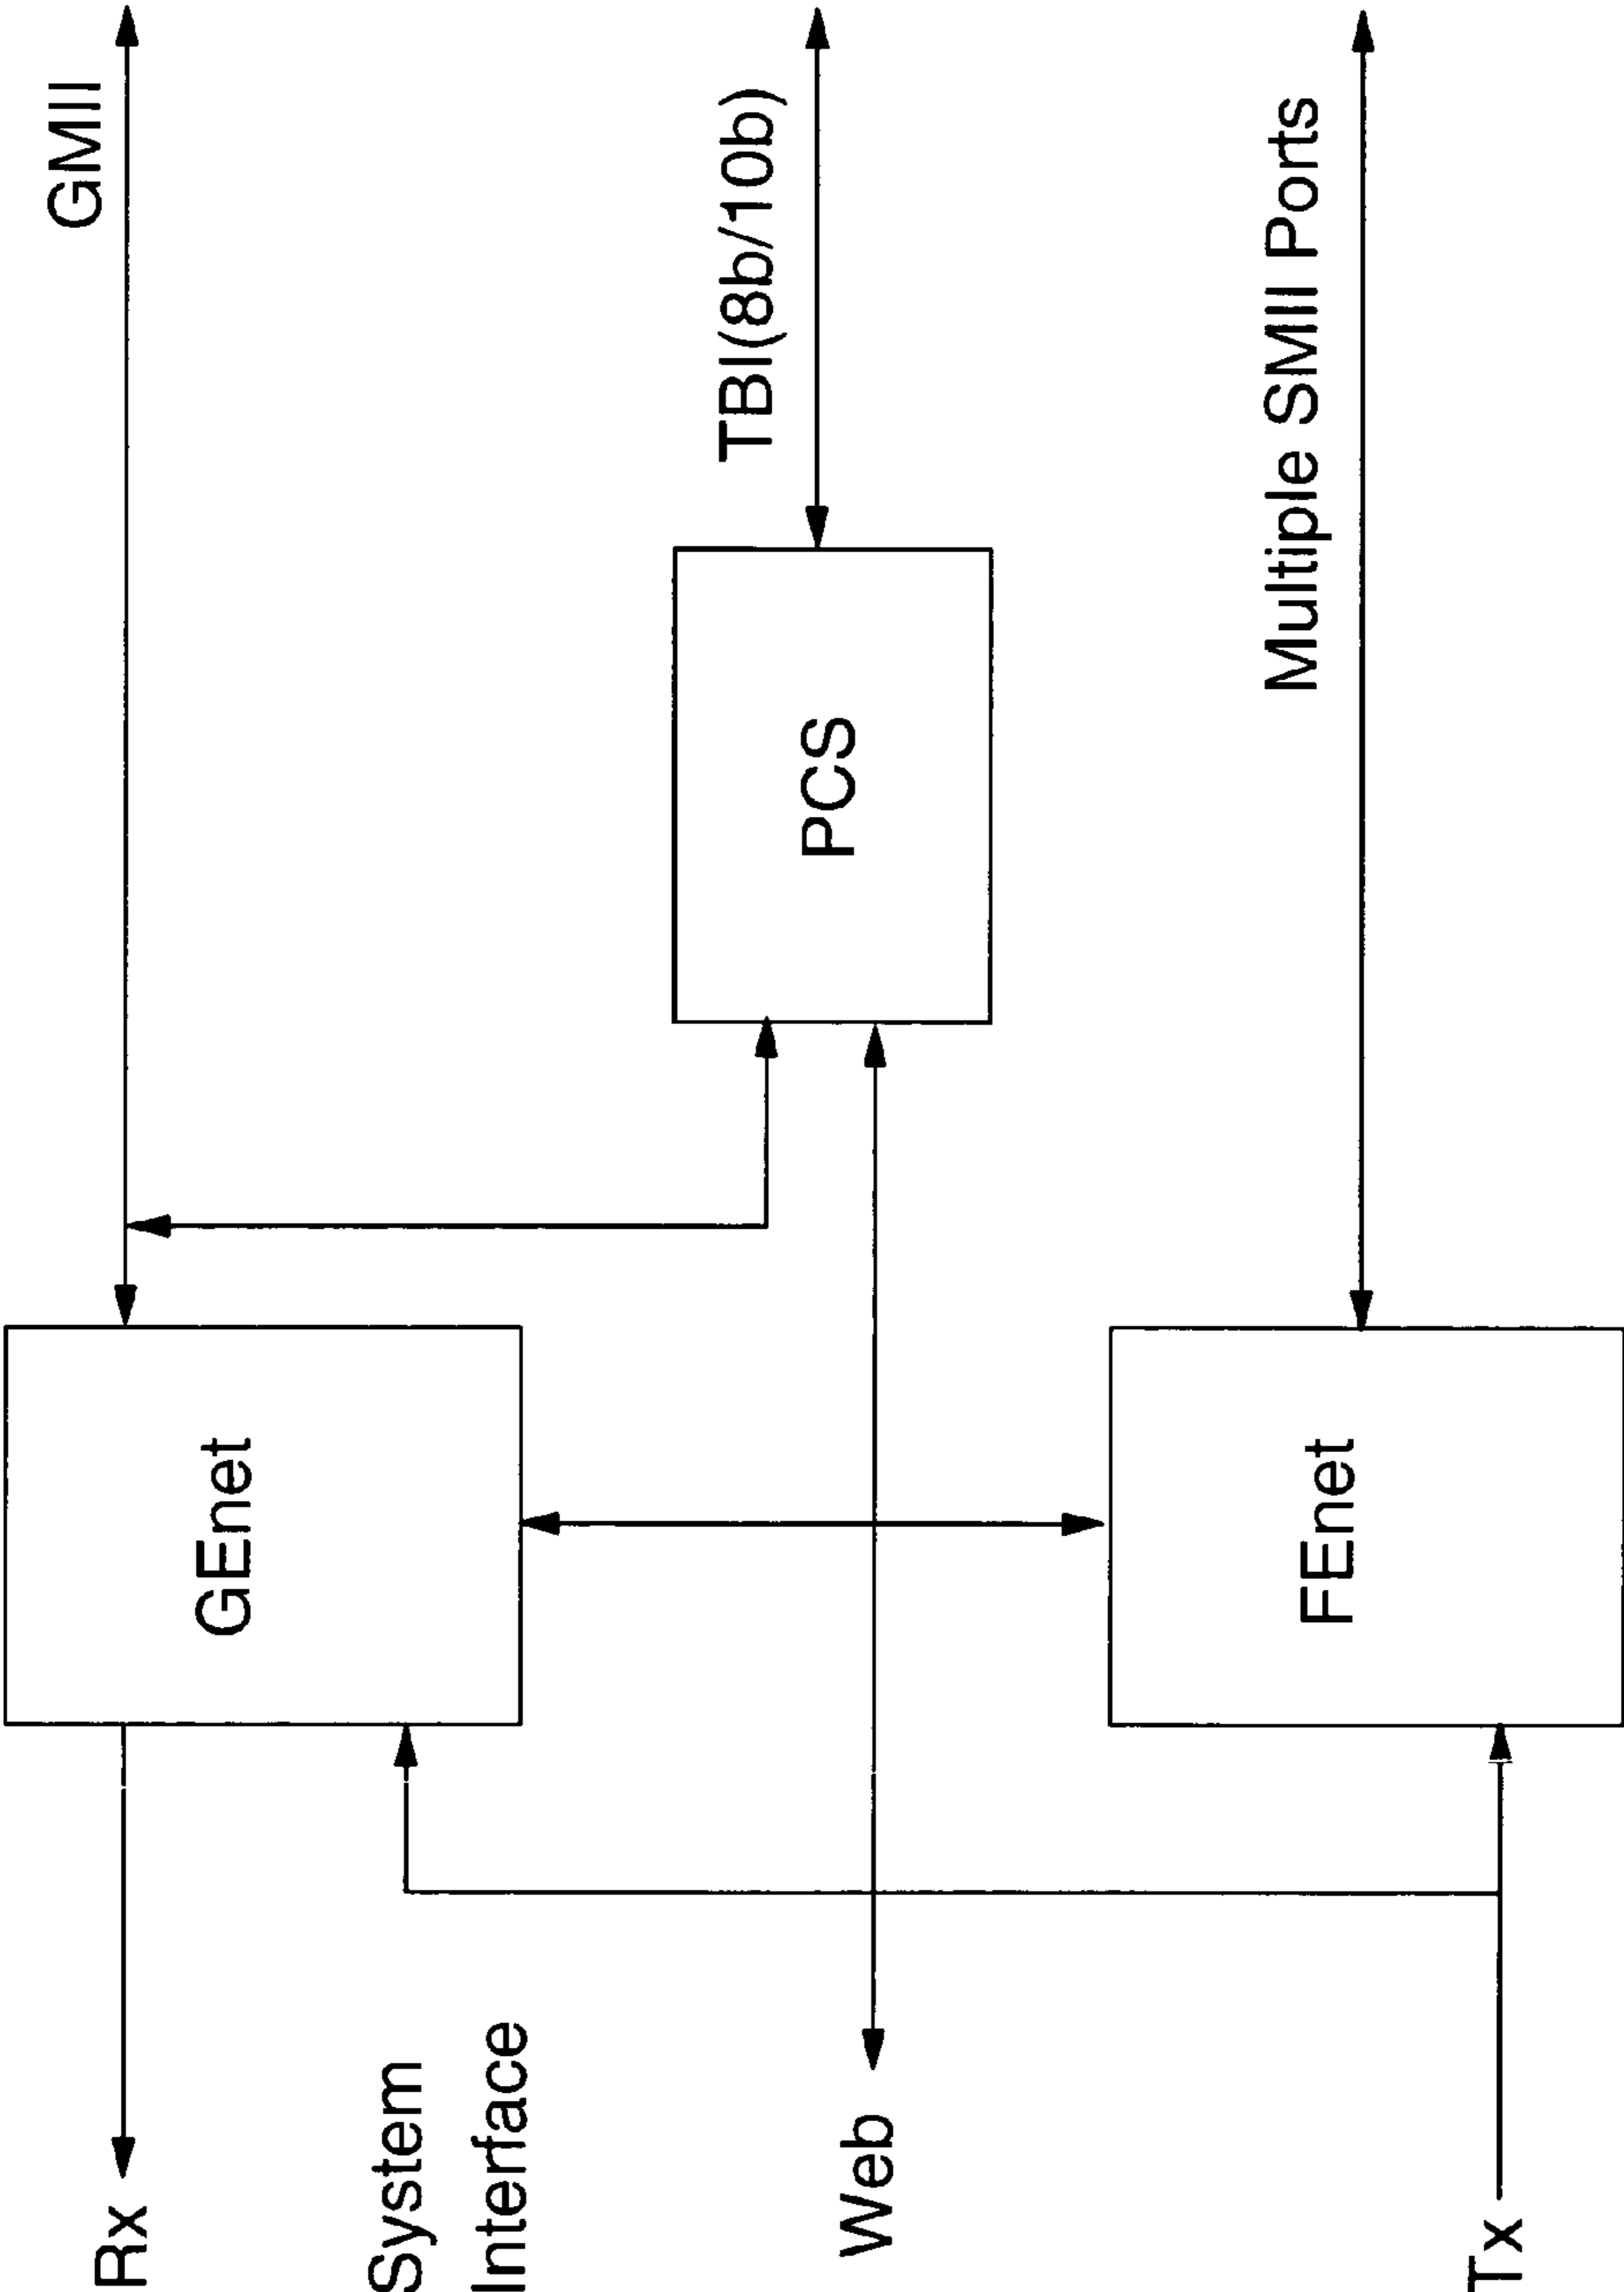 Rx
System
Interface
Web
Tx
GEnet
FEnet
PCS
GMII
TBI(8b/10b)
Multiple SMII Ports